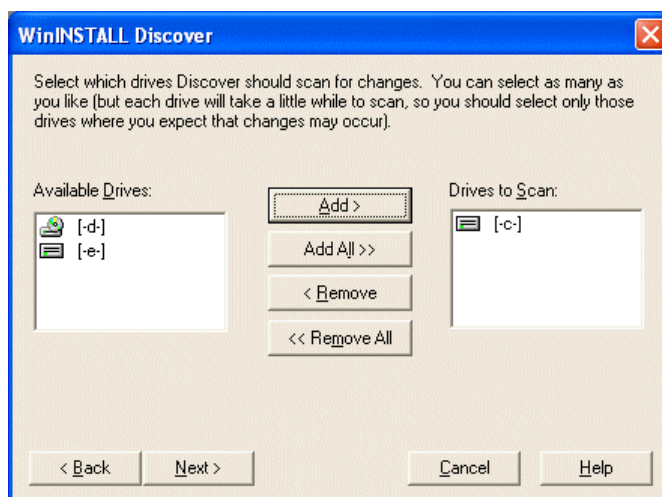 WinINSTALL Discover
Select which drives Discover should scan for changes. You can select as many as
you like (but each drive will take a little while to scan, so you should select only those
drives where you expect that changes may occur).
Available Drives:
[-d-]
[-e-]
Add >
Add All >>
< Remove
<< Remove All
Drives to Scan:
[-c-]
< Back
Next >
Cancel
Help